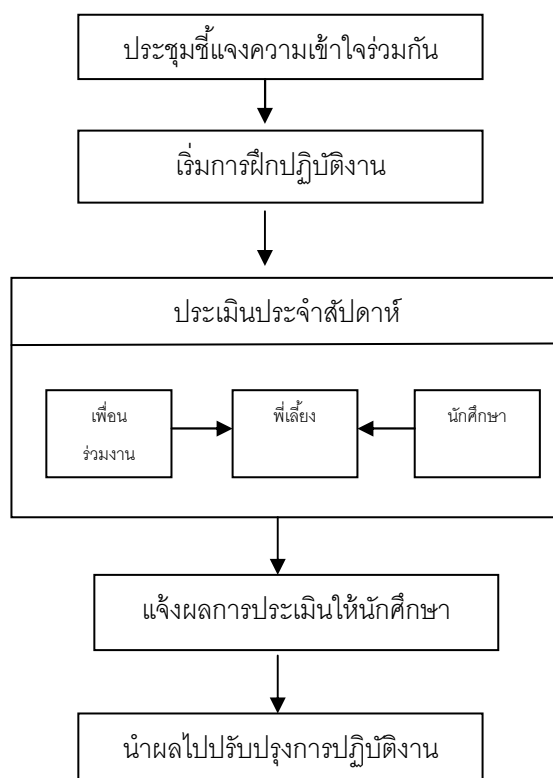 ประชุมชี้แจงความเข้าใจร่วมกัน
เริ่มการฝึกปฏิบัติงาน
ประเมินประจำสัปดาห์
เพื่อน
ร่วมงาน
พี่เลี้ยง
นักศึกษา
แจ้งผลการประเมินให้นักศึกษา
นำผลไปปรับปรุงการปฏิบัติงาน